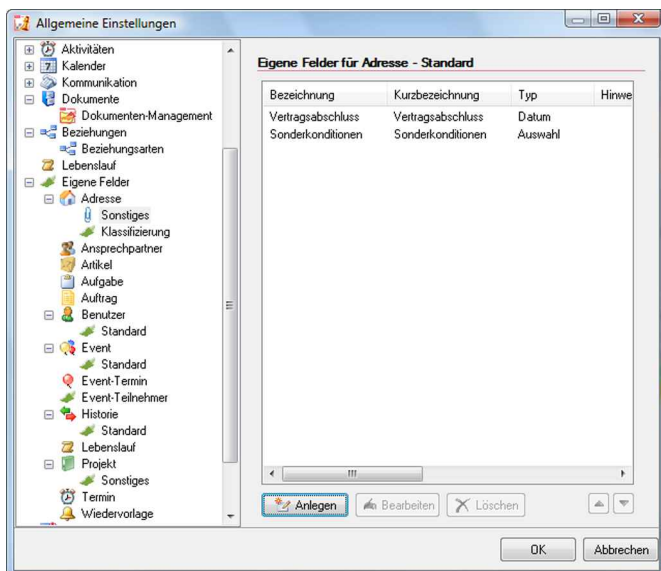 Allgemeine Einstellungen
Aktivitäten
Kalender
Kommunikation
Dokumente
Dokumenten-Management
Beziehungen
Beziehungsarten
Lebenslauf
Eigene Felder
Adresse
Sonstiges
Klassifizierung
Ansprechpartner
Artikel
Aufgabe
Auftrag
Benutzer
Standard
Event
Standard
Event-Termin
Event-Teilnehmer
Historie
Standard
Lebenslauf
Projekt
Sonstiges
Termin
Wiedervorlage
Eigene Felder für Adresse - Standard
Bezeichnung Kurzbezeichnung Typ Hinwe
Vertragsabschluss Vertragsabschluss Datum
Sonderkonditionen Sonderkonditionen Auswahl
Anlegen Bearbeiten Löschen
OK Abbrechen